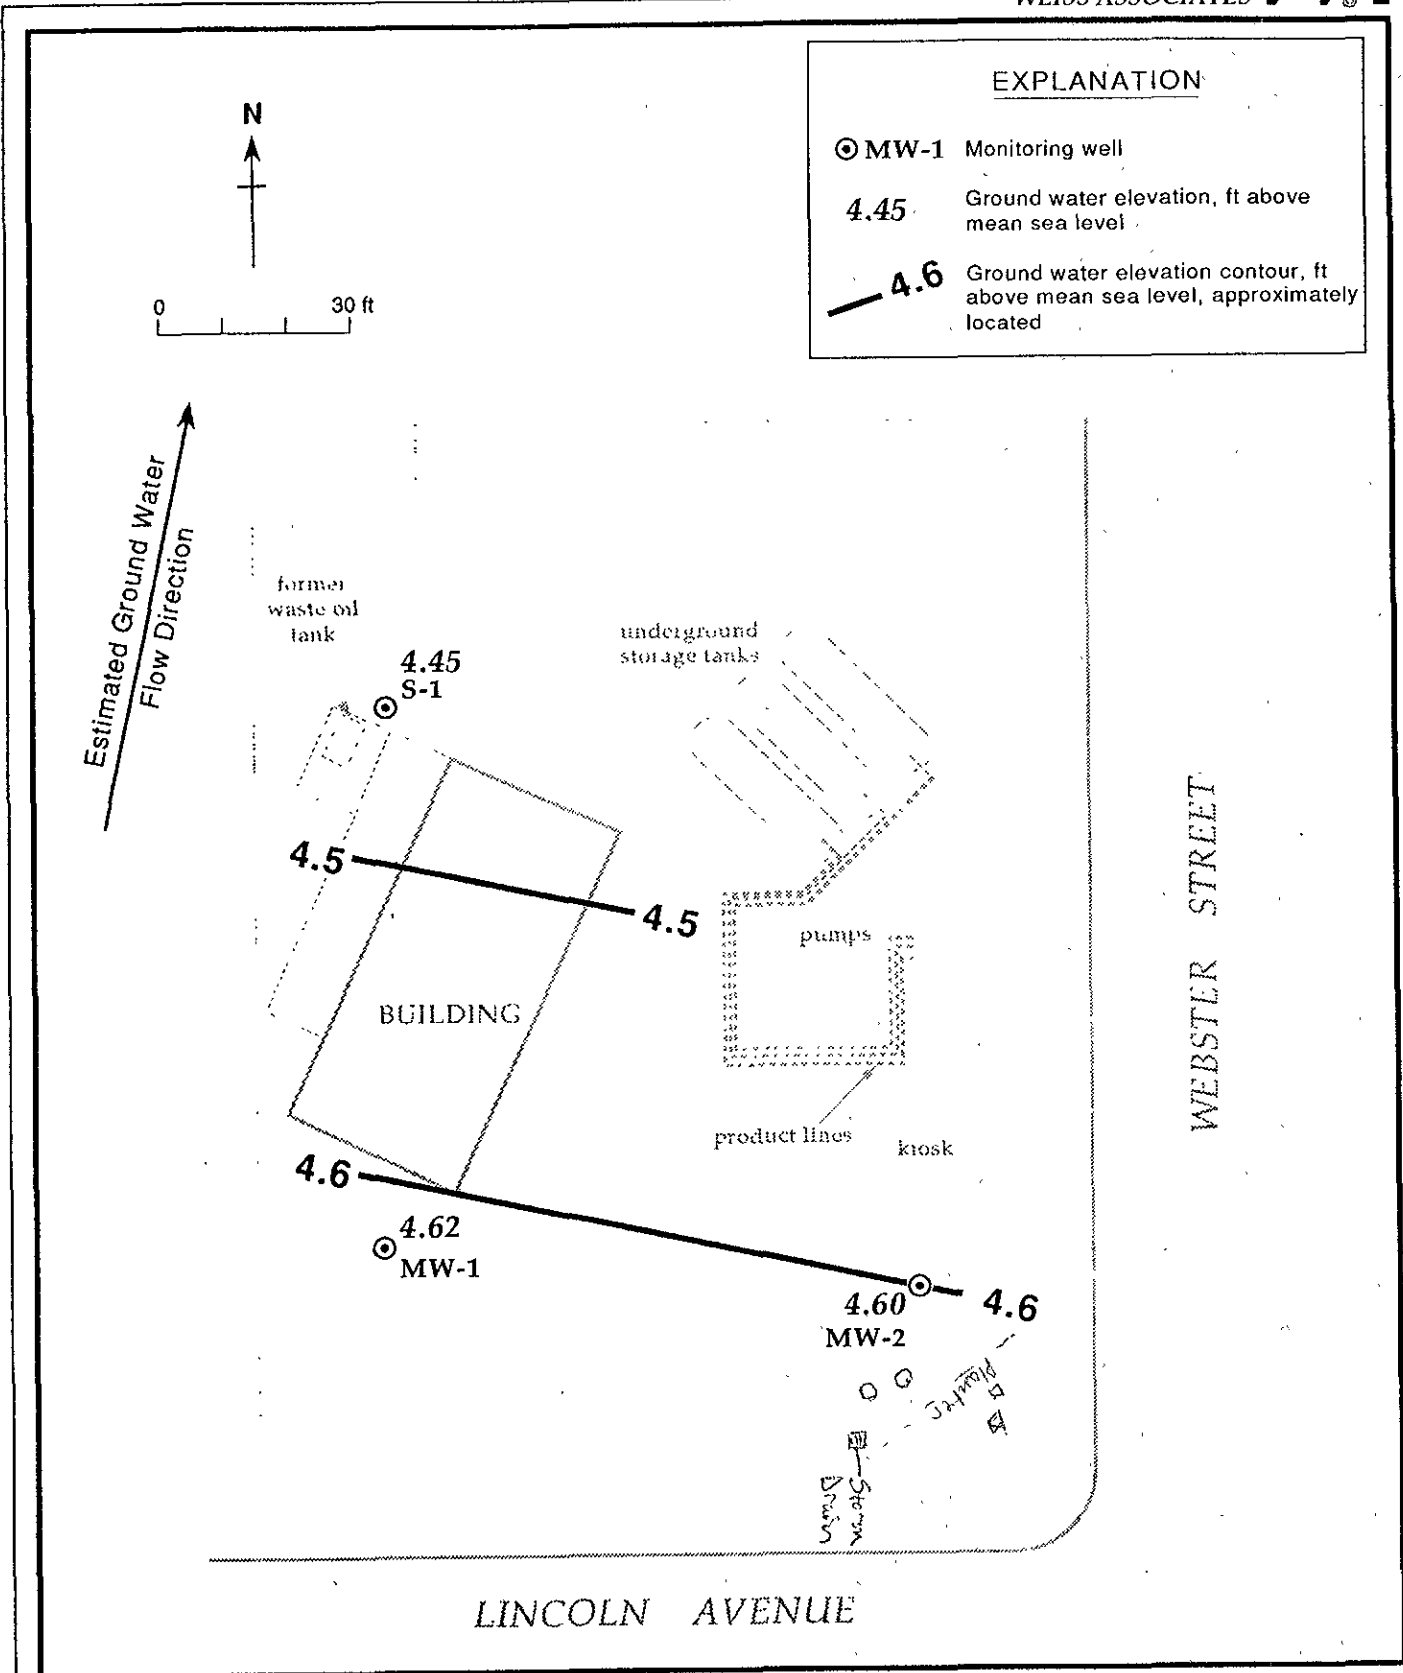 WEISS ASSOCIATES
EXPLANATION
MW-1 Monitoring well
4.45 Ground water elevation, ft above
mean sea level
4.6 Ground water elevation contour, ft
above mean sea level, approximately
located
N
0 30 ft
Estimated Ground Water
Flow Direction
former
waste oil
tank
4.45
S-1
underground
storage tanks
4.5
4.5
pumps
BUILDING
product lines
kiosk
4.6
4.62
MW-1
4.60
MW-2
4.6
Planter
Storm
Drain
WEBSTER STREET
LINCOLN AVENUE